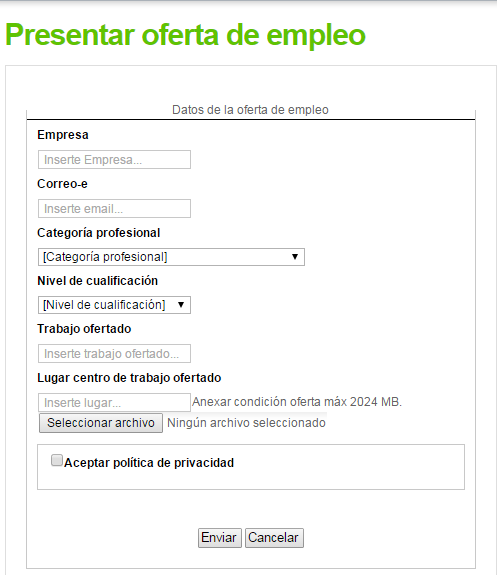 Presentar oferta de empleo
Datos de la oferta de empleo
Empresa
Inserte Empresa...
Correo-e
Inserte email...
Categoría profesional
[Categoría profesional]
Nivel de cualificación
[Nivel de cualificación]
Trabajo ofertado
Inserte trabajo ofertado...
Lugar centro de trabajo ofertado
Inserte lugar... Anexar condición oferta máx 2024 MB.
Seleccionar archivo Ningún archivo seleccionado
Aceptar política de privacidad
Enviar Cancelar